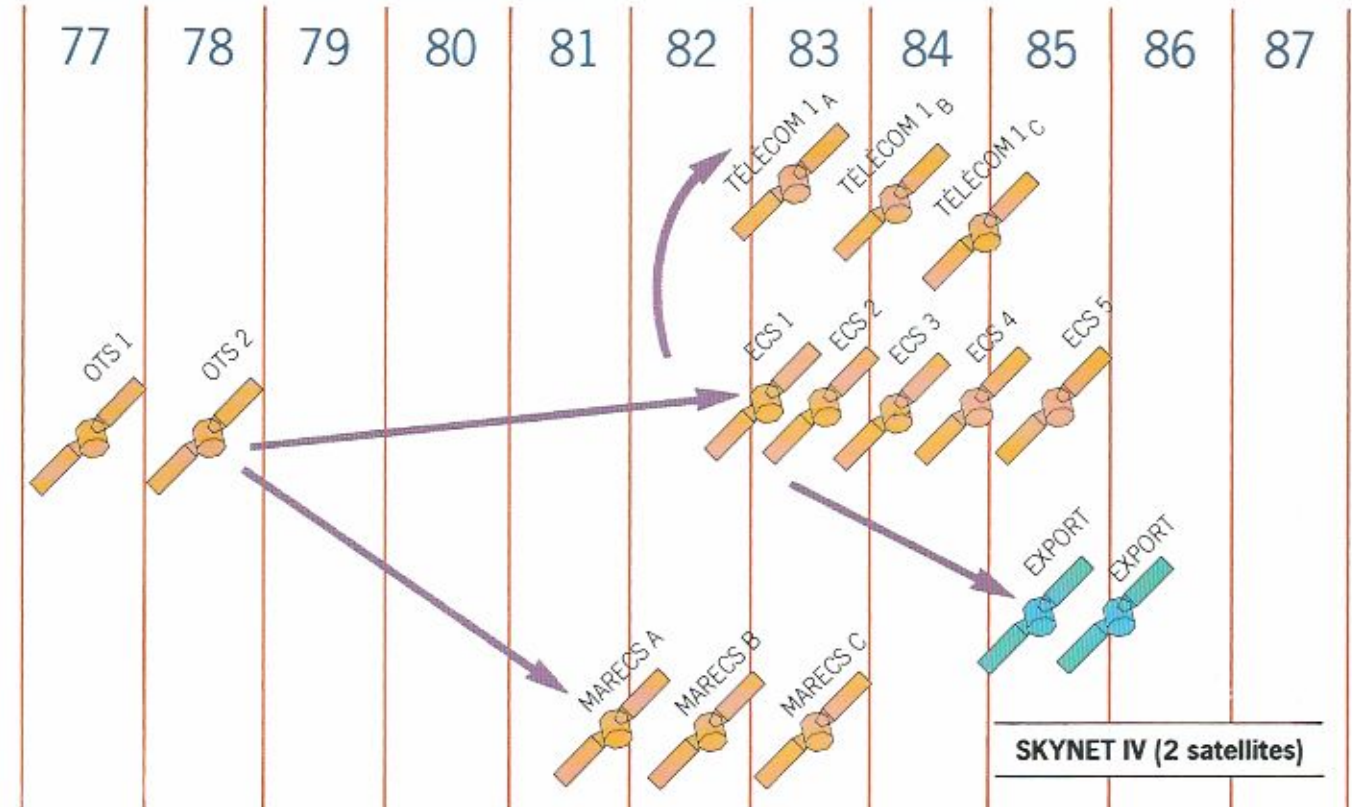 77 78 79 80 81 82 83 84 85 86 87
TÉLÉCOM 1 A
TÉLÉCOM 1 B
TÉLÉCOM 1 C
OTS 1
OTS 2
ECS 1
ECS 2
ECS 3
ECS 4
ECS 5
EXPORT
EXPORT
MARECS A
MARECS B
MARECS C
SKYNET IV (2 satellites)